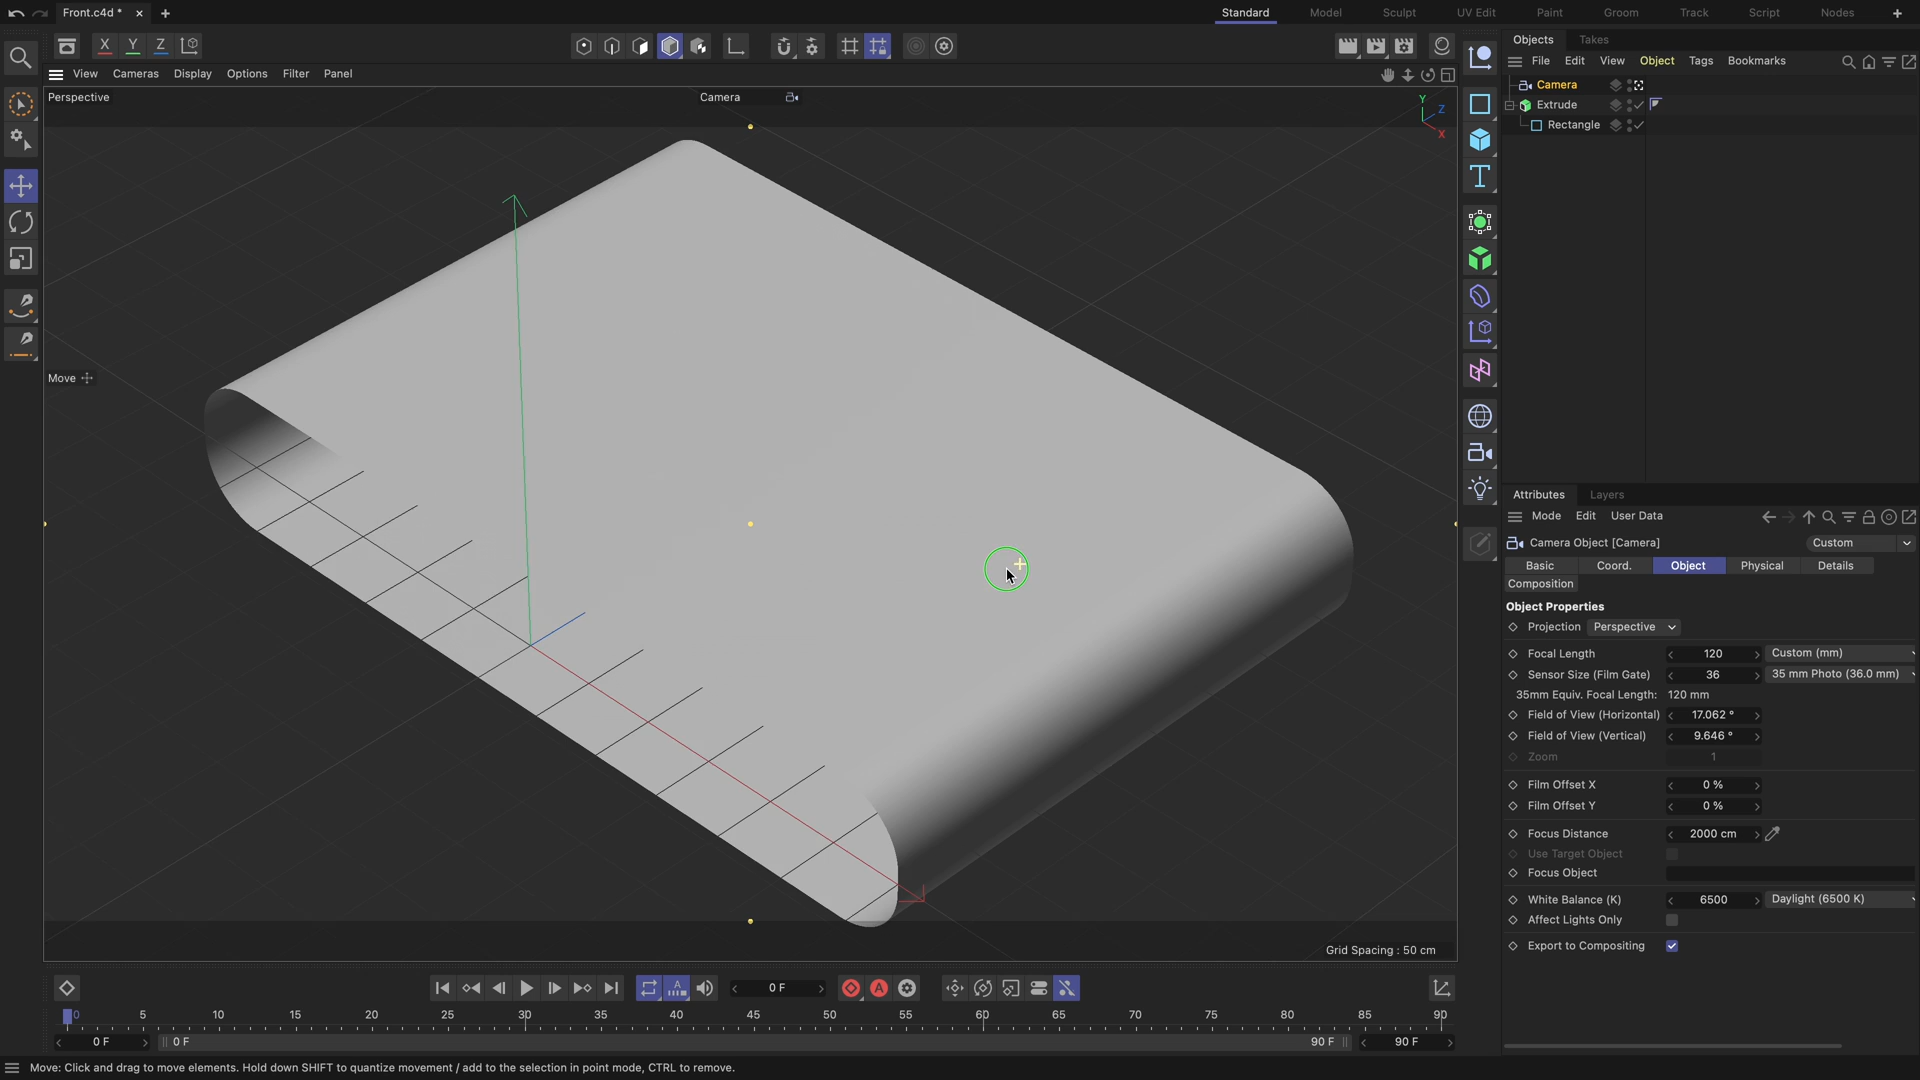 Front.c4d *
Standard
Model
Sculpt
UV Edit
Paint
Groom
Track
Script
Nodes
X
Y
Z
View
Cameras
Display
Options
Filter
Panel
Perspective
Camera
Y
Z
X
Move
Grid Spacing : 50 cm
Objects
Takes
File
Edit
View
Object
Tags
Bookmarks
Camera
Extrude
Rectangle
Attributes
Layers
Mode
Edit
User Data
Camera Object [Camera]
Custom
Basic
Coord.
Object
Physical
Details
Composition
Object Properties
Projection
Perspective
Focal Length
120
Custom (mm)
Sensor Size (Film Gate)
36
35 mm Photo (36.0 mm)
35mm Equiv. Focal Length:
120 mm
Field of View (Horizontal)
17.062 °
Field of View (Vertical)
9.646 °
Zoom
1
Film Offset X
0 %
Film Offset Y
0 %
Focus Distance
2000 cm
Use Target Object
Focus Object
White Balance (K)
6500
Daylight (6500 K)
Affect Lights Only
Export to Compositing
0 F
0
5
10
15
20
25
30
35
40
45
50
55
60
65
70
75
80
85
90
0 F
0 F
90 F
90 F
Move: Click and drag to move elements. Hold down SHIFT to quantize movement / add to the selection in point mode, CTRL to remove.